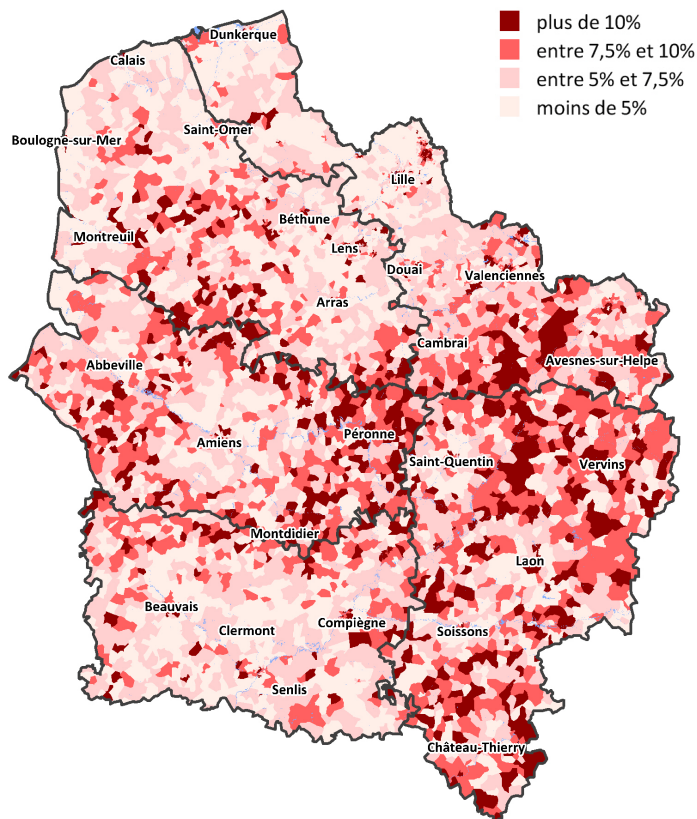 plus de 10%
entre 7,5% et 10%
entre 5% et 7,5%
moins de 5%
Dunkerque
Calais
Saint-Omer
Boulogne-sur-Mer
Lille
Béthune
Montreuil
Lens
Douai
Valenciennes
Arras
Cambrai
Avesnes-sur-Helpe
Abbeville
Amiens
Péronne
Saint-Quentin
Vervins
Montdidier
Laon
Beauvais
Compiègne
Clermont
Soissons
Senlis
Château-Thierry